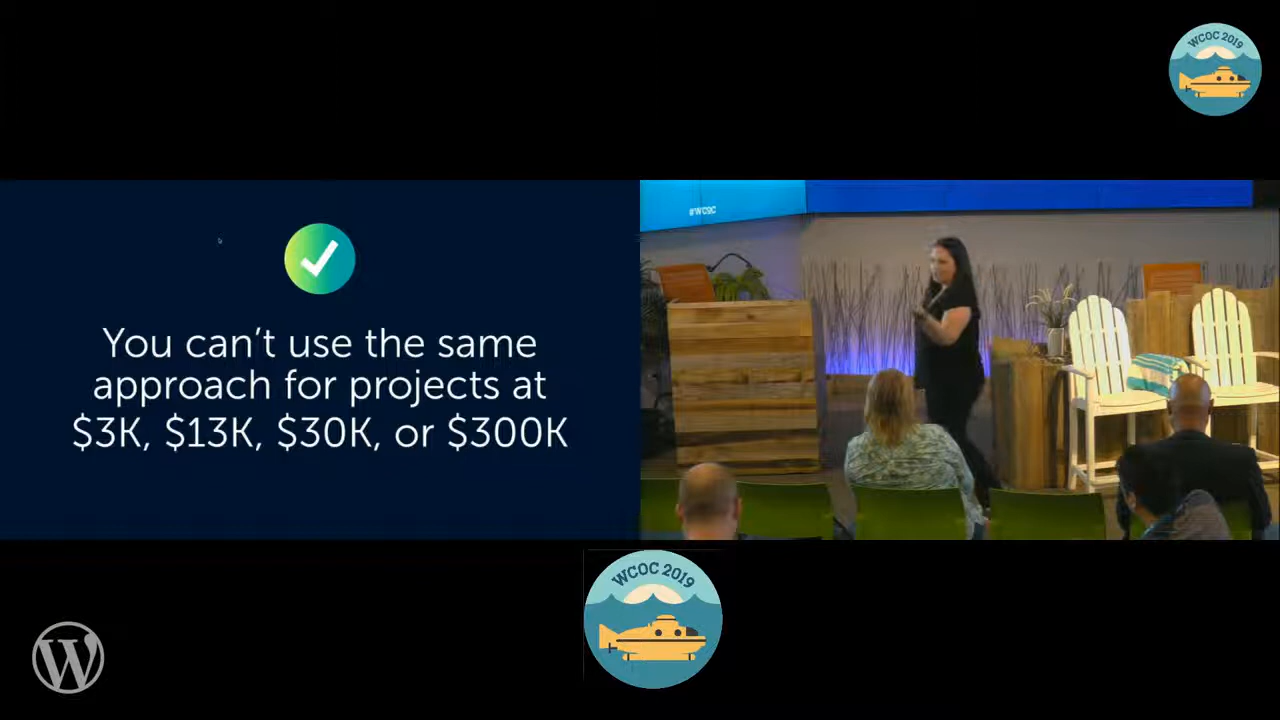 WCOC 2019
You can't use the same
approach for projects at
$3K, $13K, $30K, or $300K
#WCOC
WCOC 2019
W